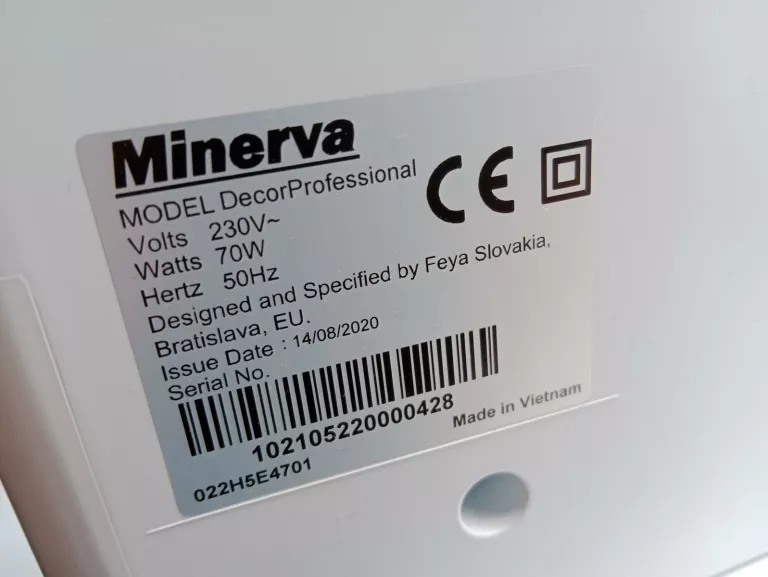 Minerva
MODEL DecorProfessional
Volts 230V~
Watts 70W
Hertz 50Hz
Designed and Specified by Feya Slovakia,
Bratislava, EU.
Issue Date : 14/08/2020
Serial No.
102105220000428
022H5E4701
Made in Vietnam
CE